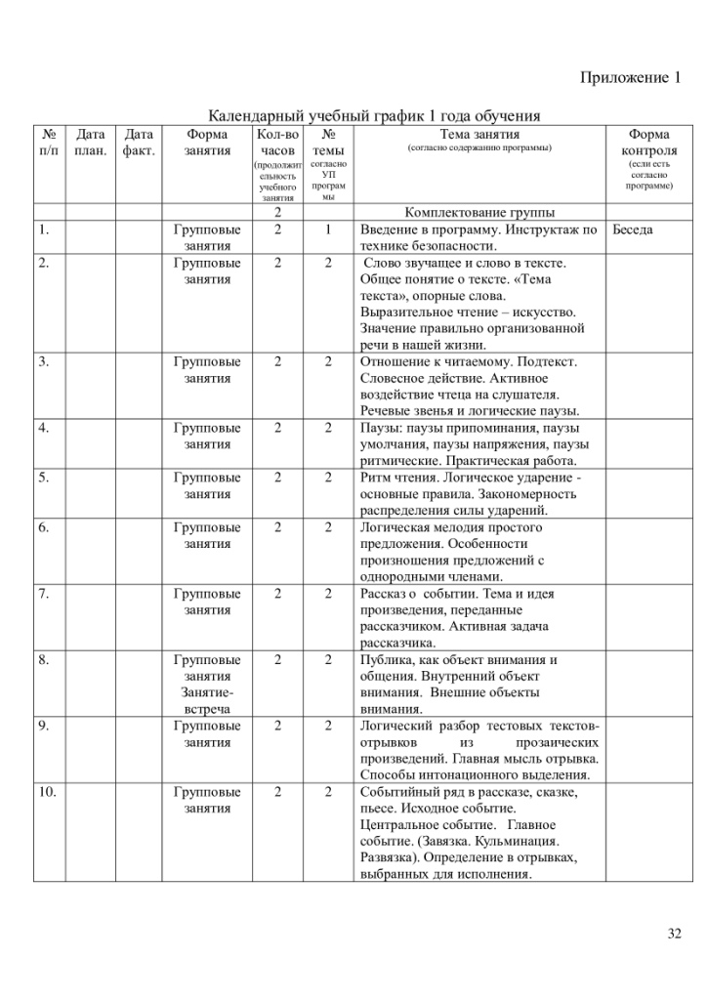 Приложение 1
Календарный учебный график 1 года обучения
№ п/п	Дата план.	Дата факт.	Форма занятия	Кол-во часов (продолжит ельность учебного занятия	№ темы согласно УП програм мы	Тема занятия (согласно содержанию программы)	Форма контроля (если есть согласно программе)
2	Комплектование группы
1.	Групповые	2	1	Введение в программу. Инструктаж по	Беседа
занятия	технике безопасности.
2.	Групповые	2	2	Слово звучащее и слово в тексте.
занятия	Общее понятие о тексте. «Тема
текста», опорные слова.
Выразительное чтение – искусство.
Значение правильно организованной
речи в нашей жизни.
3.	Групповые	2	2	Отношение к читаемому. Подтекст.
занятия	Словесное действие. Активное
воздействие чтеца на слушателя.
Речевые звенья и логические паузы.
4.	Групповые	2	2	Паузы: паузы припоминания, паузы
занятия	умолчания, паузы напряжения, паузы
ритмические. Практическая работа.
5.	Групповые	2	2	Ритм чтения. Логическое ударение -
занятия	основные правила. Закономерность
распределения силы ударений.
6.	Групповые	2	2	Логическая мелодия простого
занятия	предложения. Особенности
произношения предложений с
однородными членами.
7.	Групповые	2	2	Рассказ о  событии. Тема и идея
занятия	произведения, переданные
рассказчиком. Активная задача
рассказчика.
8.	Групповые	2	2	Публика, как объект внимания и
занятия	общения. Внутренний объект
Занятие-	внимания.  Внешние объекты
встреча	внимания.
9.	Групповые	2	2	Логический разбор тестовых текстов-
занятия	отрывков из прозаических
произведений. Главная мысль отрывка.
Способы интонационного выделения.
10.	Групповые	2	2	Событийный ряд в рассказе, сказке,
занятия	пьесе. Исходное событие.
Центральное событие.   Главное
событие. (Завязка. Кульминация.
Развязка). Определение в отрывках,
выбранных для исполнения.
32